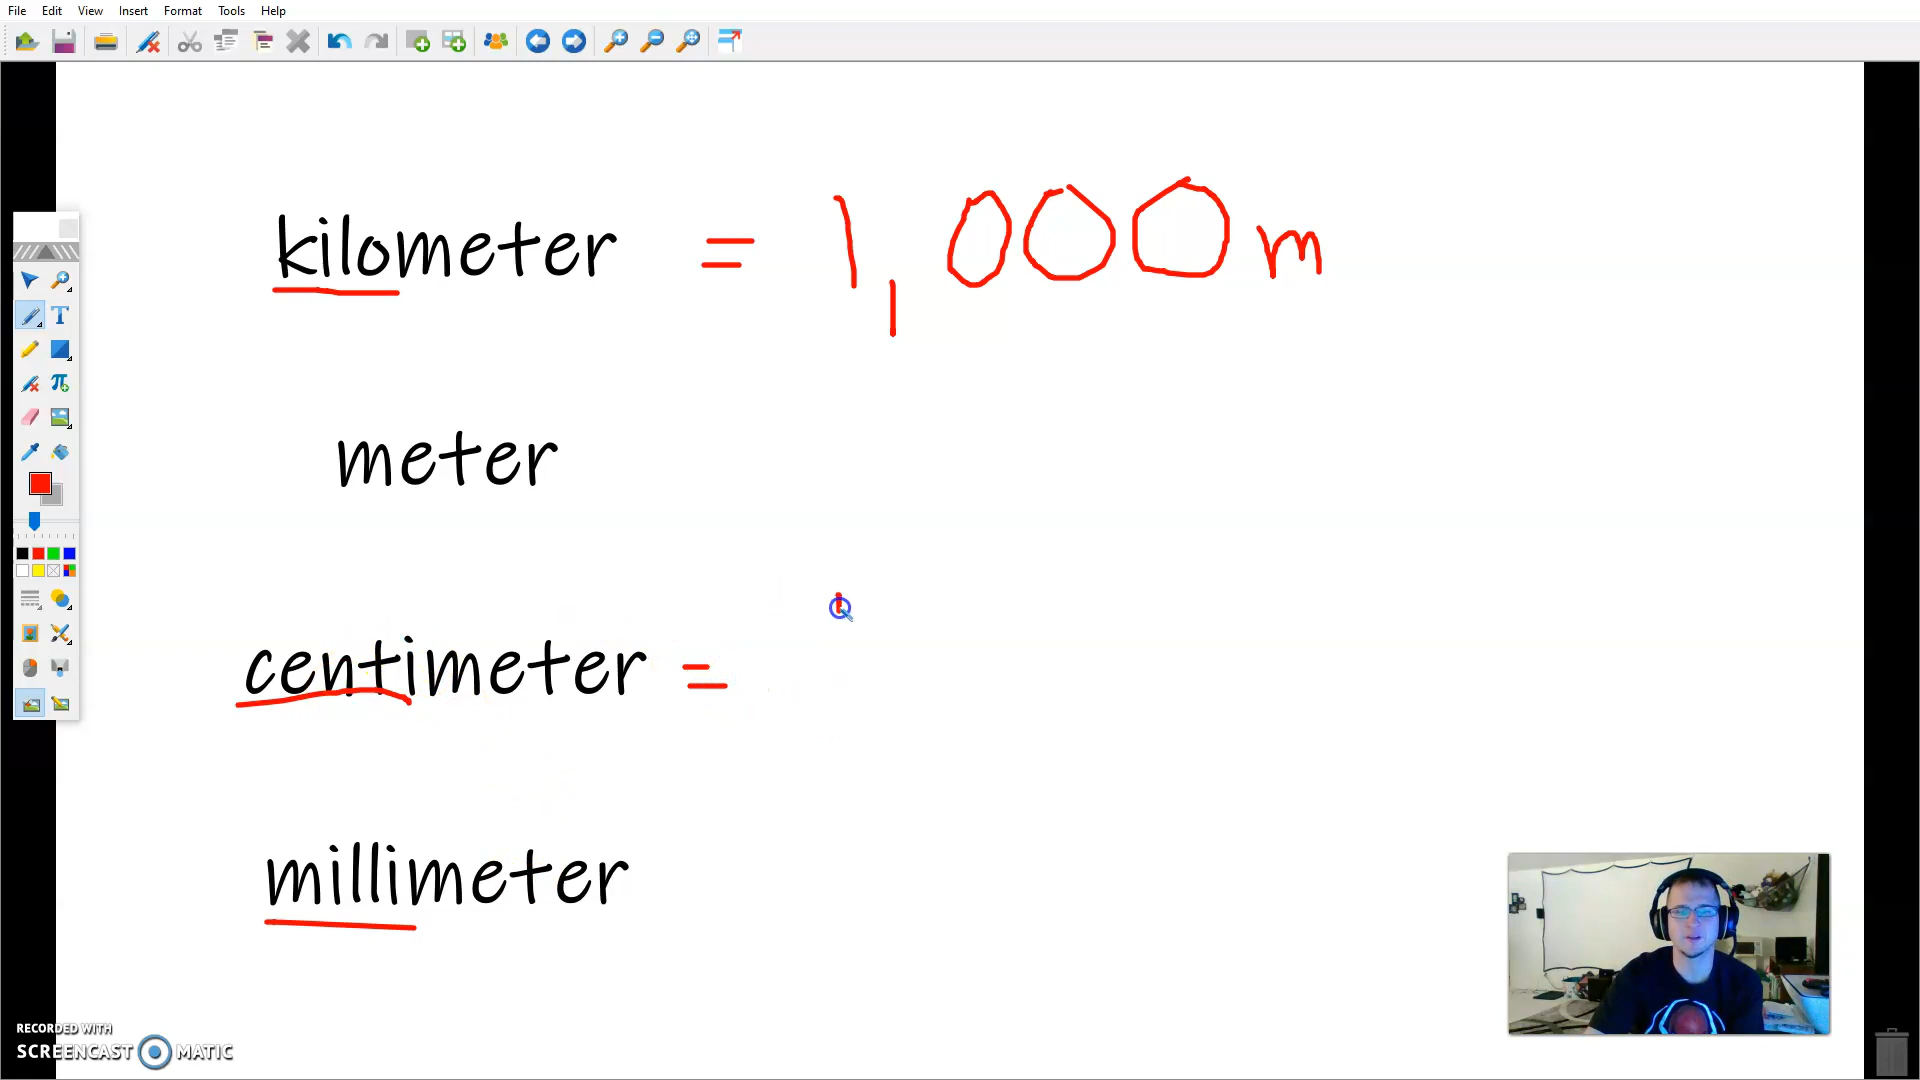 File Edit View Insert Format Tools Help
kilometer = 1,000 m
meter
centimeter =
millimeter
RECORDED WITH
SCREENCAST MATIC